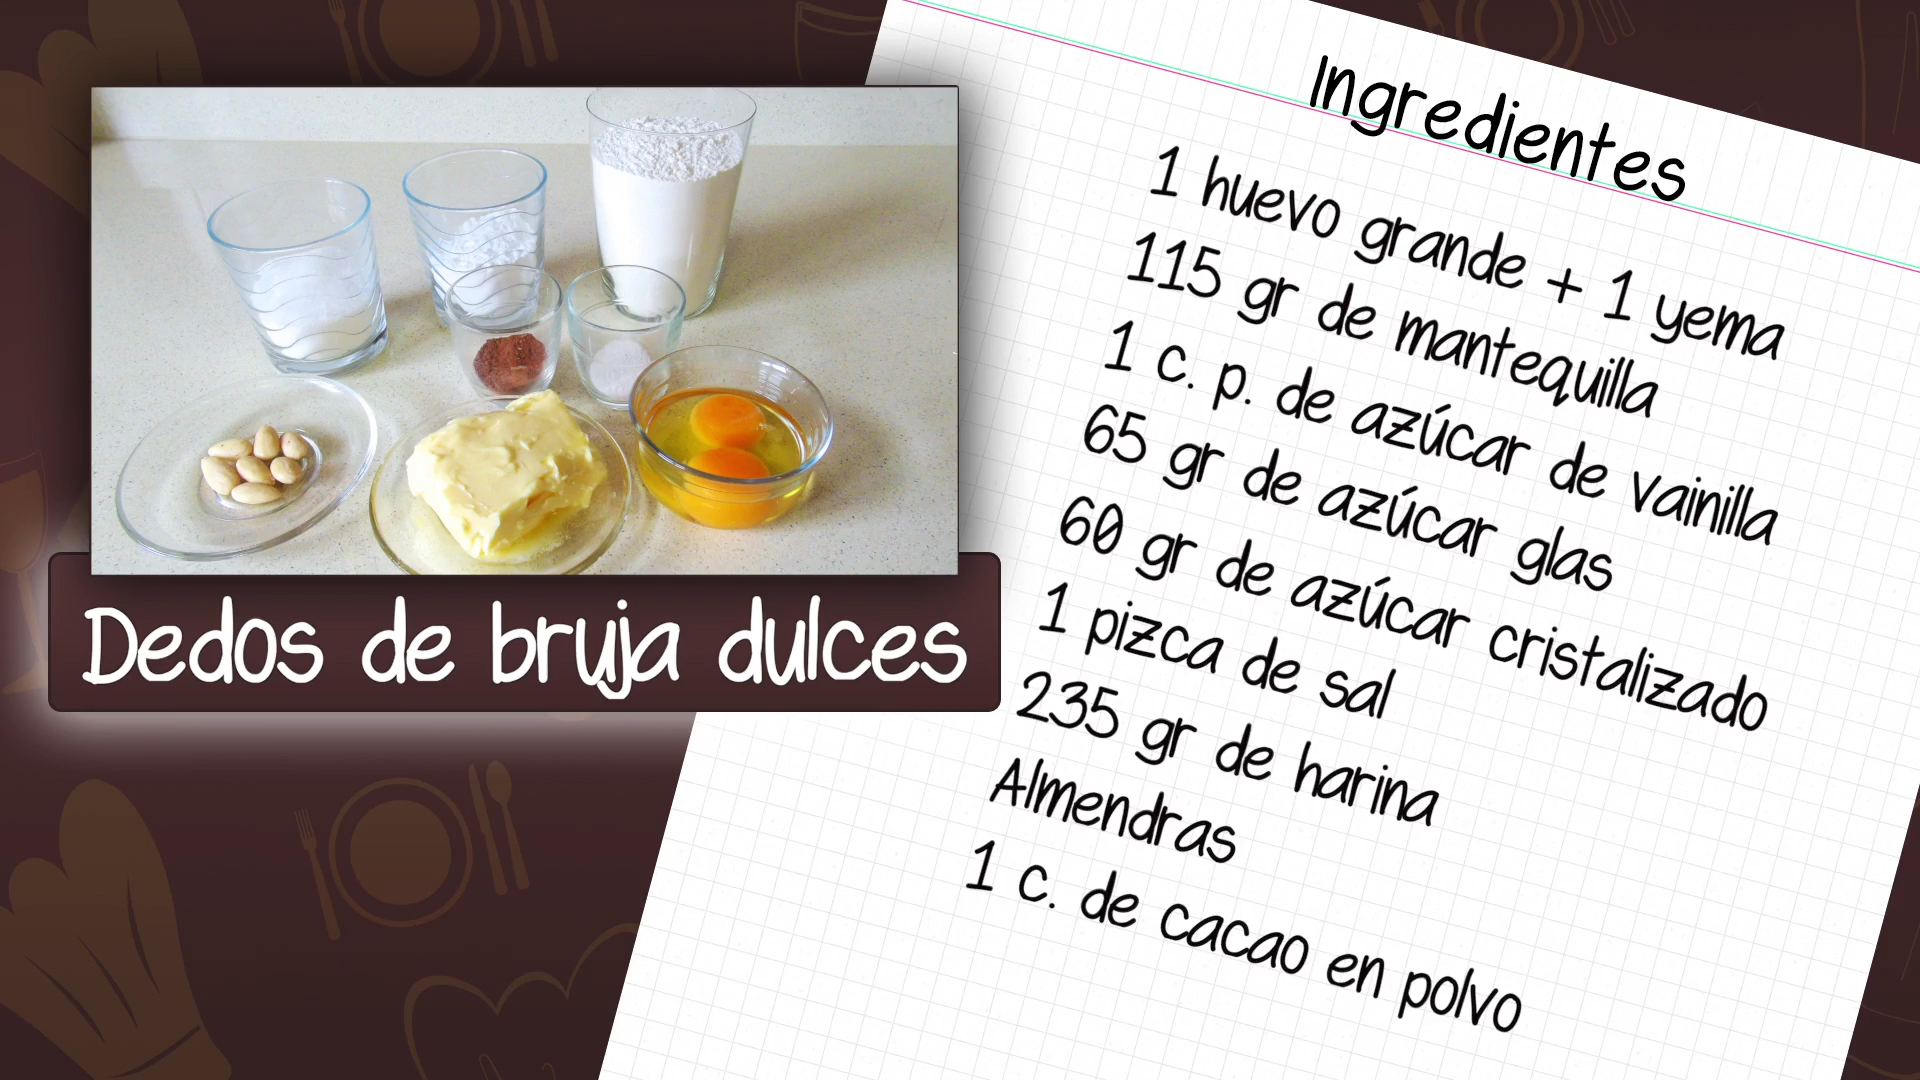 Dedos de bruja dulces
Ingredientes
1 huevo grande + 1 yema
115 gr de mantequilla
1 c. p. de azúcar de vainilla
65 gr de azúcar glas
60 gr de azúcar cristalizado
1 pizca de sal
235 gr de harina
Almendras
1 c. de cacao en polvo